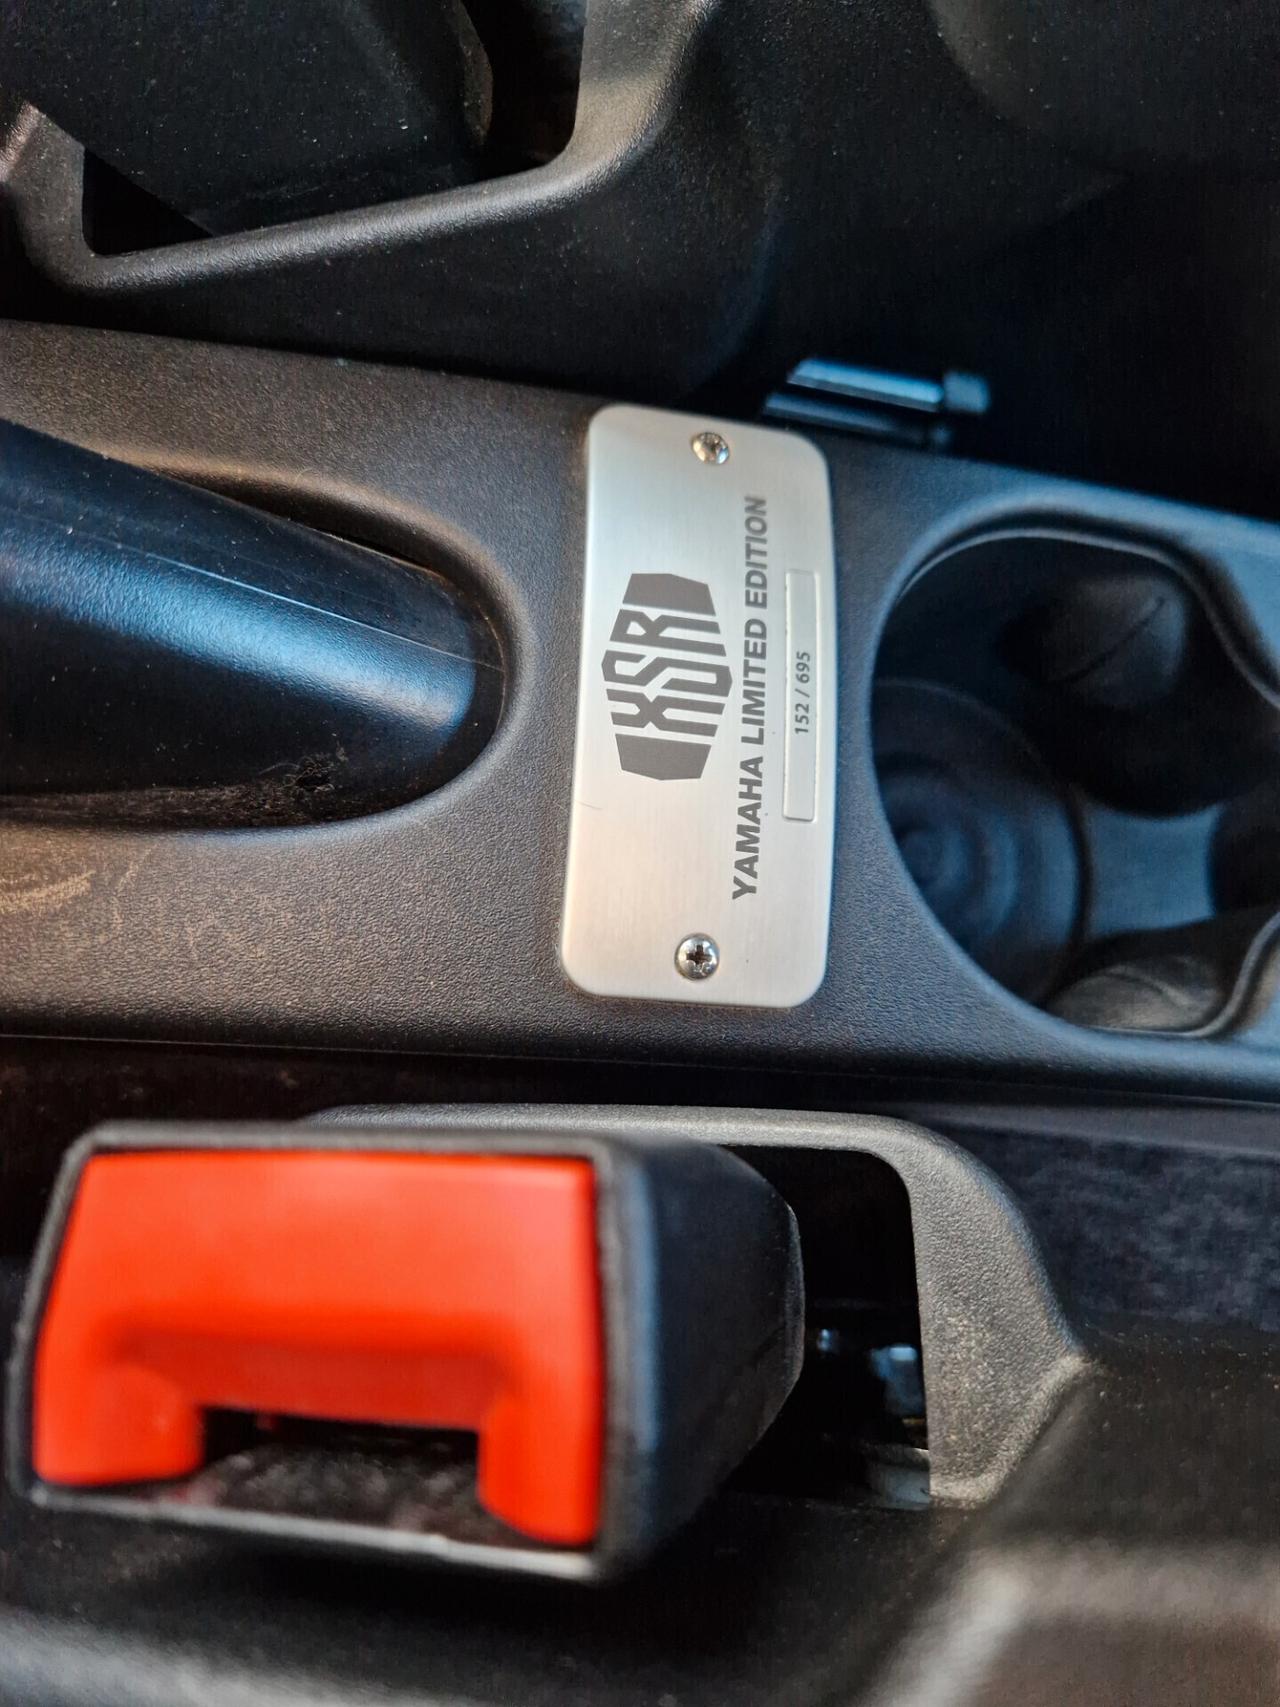 XSR
YAMAHA LIMITED EDITION
152 / 695